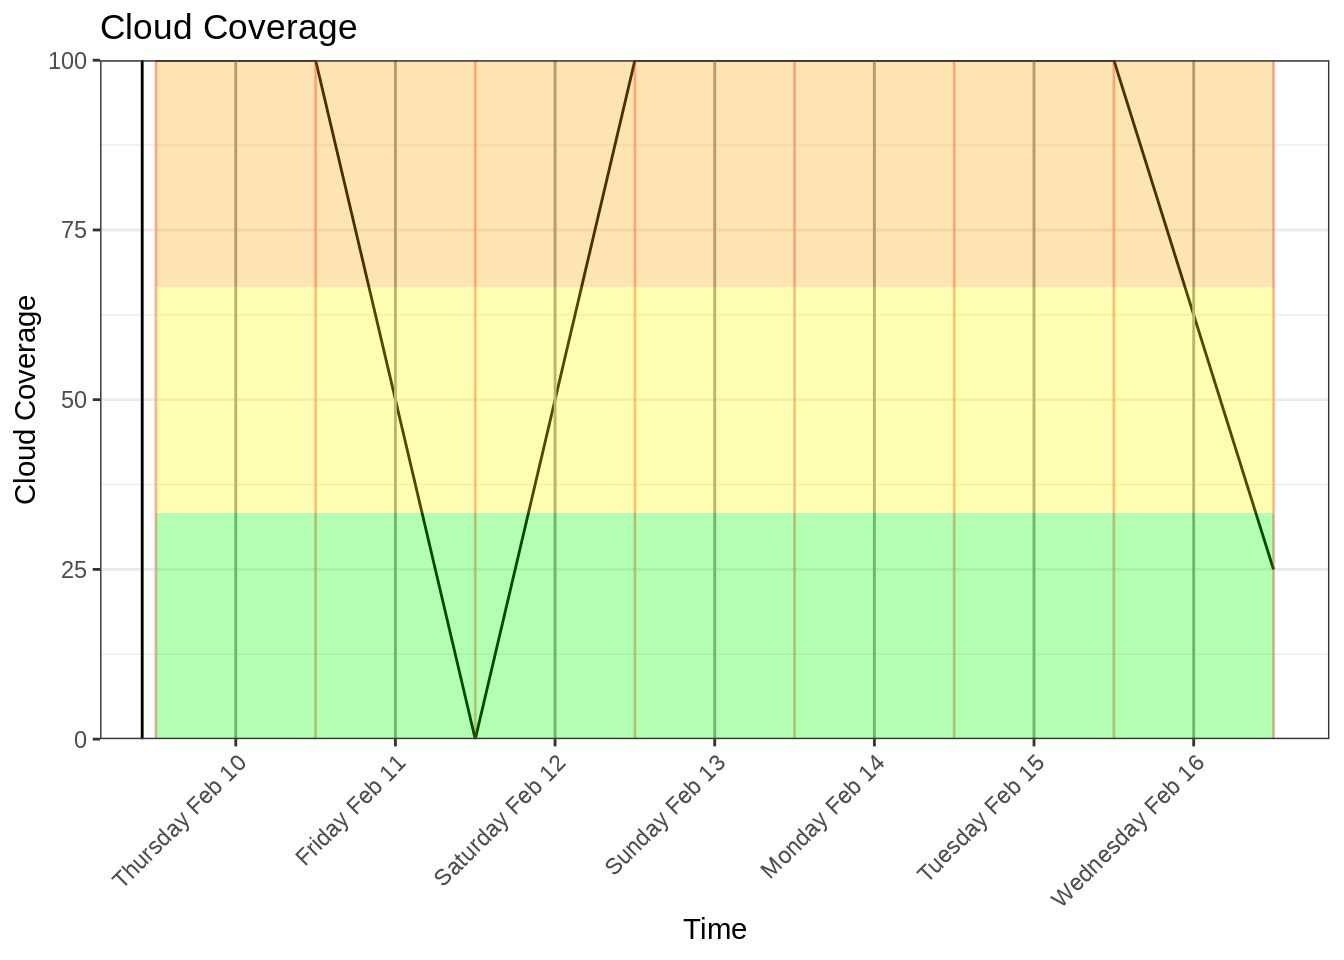 Cloud Coverage
Cloud Coverage
100
75
50
25
0
Thursday Feb 10
Friday Feb 11
Saturday Feb 12
Sunday Feb 13
Monday Feb 14
Tuesday Feb 15
Wednesday Feb 16
Time